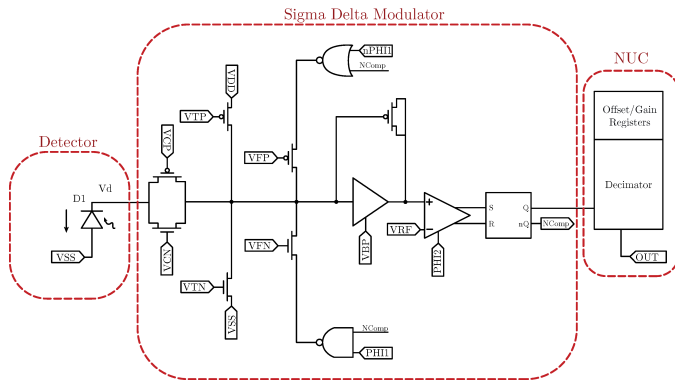 Sigma Delta Modulator
NUC
Detector
VDD
nPHI1
NComp
VTP
VCP
VFP
Offset/Gain
Registers
Decimator
D1
Vd
VSS
VCN
VFN
VTN
VSS
VBP
VRF
+
−
PHI2
S
R
Q
nQ
NComp
OUT
NComp
PHI1